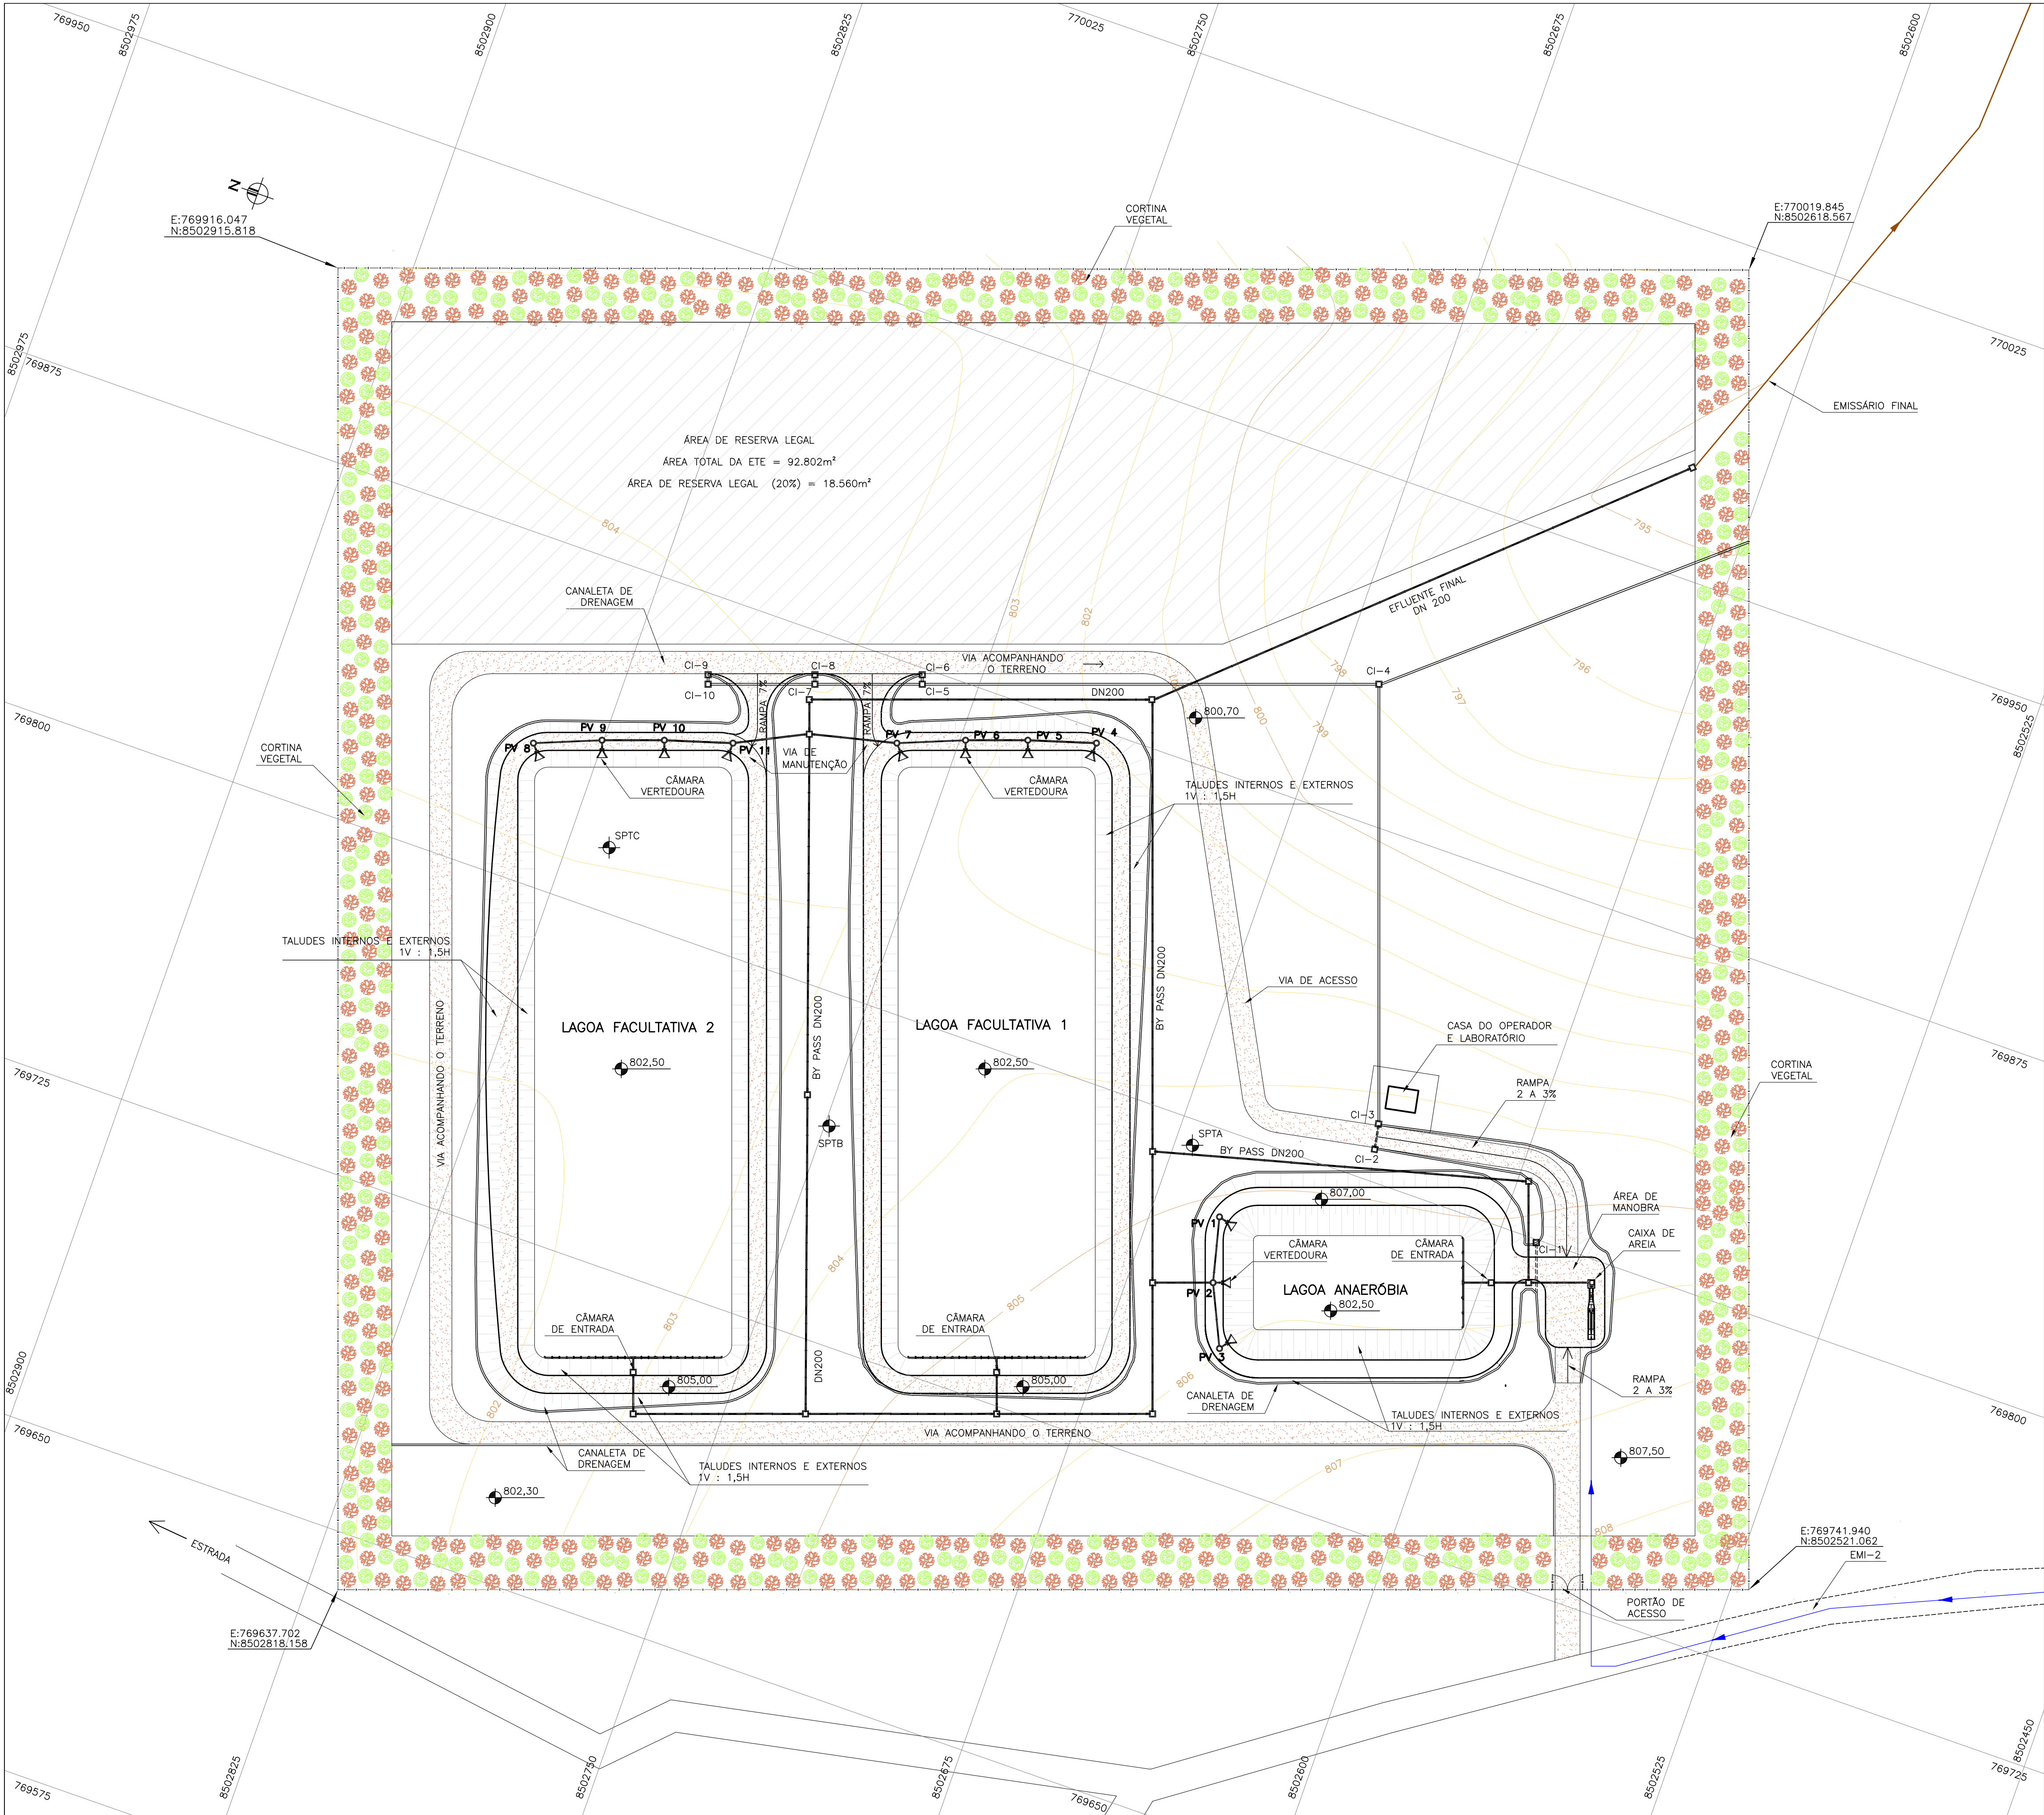 769950
8502975
8502900
8502825
770025
8502750
8502675
8502600
N
E:769916.047
N:8502915.818
CORTINA
VEGETAL
E:770019.845
N:8502618.567
8502975
769875
770025
EMISSÁRIO FINAL
ÁREA DE RESERVA LEGAL
ÁREA TOTAL DA ETE = 92.802m²
ÁREA DE RESERVA LEGAL (20%) = 18.560m²
804
795
CANALETA DE
DRENAGEM
803
802
EFLUENTE FINAL
DN 200
798
796
797
799
800
801
769950
8502525
CI-9
CI-8
CI-6
VIA ACOMPANHANDO
O TERRENO
CI-4
CI-10
CI-7
CI-5
DN200
RAMPA 7%
RAMPA 7%
800,70
769800
CORTINA
VEGETAL
PV 8
PV 9
PV 10
PV 11
VIA DE
MANUTENÇÃO
PV 7
PV 6
PV 5
PV 4
CÂMARA
VERTEDOURA
CÂMARA
VERTEDOURA
TALUDES INTERNOS E EXTERNOS
1V : 1,5H
SPTC
TALUDES INTERNOS E EXTERNOS
1V : 1,5H
VIA DE ACESSO
BY PASS DN200
BY PASS DN200
VIA ACOMPANHANDO O TERRENO
LAGOA FACULTATIVA 2
802,50
LAGOA FACULTATIVA 1
802,50
CASA DO OPERADOR
E LABORATÓRIO
769875
769725
CORTINA
VEGETAL
RAMPA
2 A 3%
CI-3
SPTB
SPTA
BY PASS DN200
CI-2
807,00
ÁREA DE
MANOBRA
PV 1
CAIXA DE
AREIA
CÂMARA
VERTEDOURA
CÂMARA
DE ENTRADA
CI-1
PV 2
LAGOA ANAERÓBIA
802,50
804
805
803
CÂMARA
DE ENTRADA
CÂMARA
DE ENTRADA
PV 3
DN200
8502900
805,00
805,00
806
RAMPA
2 A 3%
CANALETA DE
DRENAGEM
802
TALUDES INTERNOS E EXTERNOS
1V : 1,5H
769650
769800
VIA ACOMPANHANDO O TERRENO
CANALETA DE
DRENAGEM
TALUDES INTERNOS E EXTERNOS
1V : 1,5H
807
807,50
802,30
808
E:769741.940
N:8502521.062
EMI-2
ESTRADA
PORTÃO DE
ACESSO
E:769637.702
N:8502818.158
8502825
8502750
8502675
8502600
8502525
8502450
769575
769650
769725